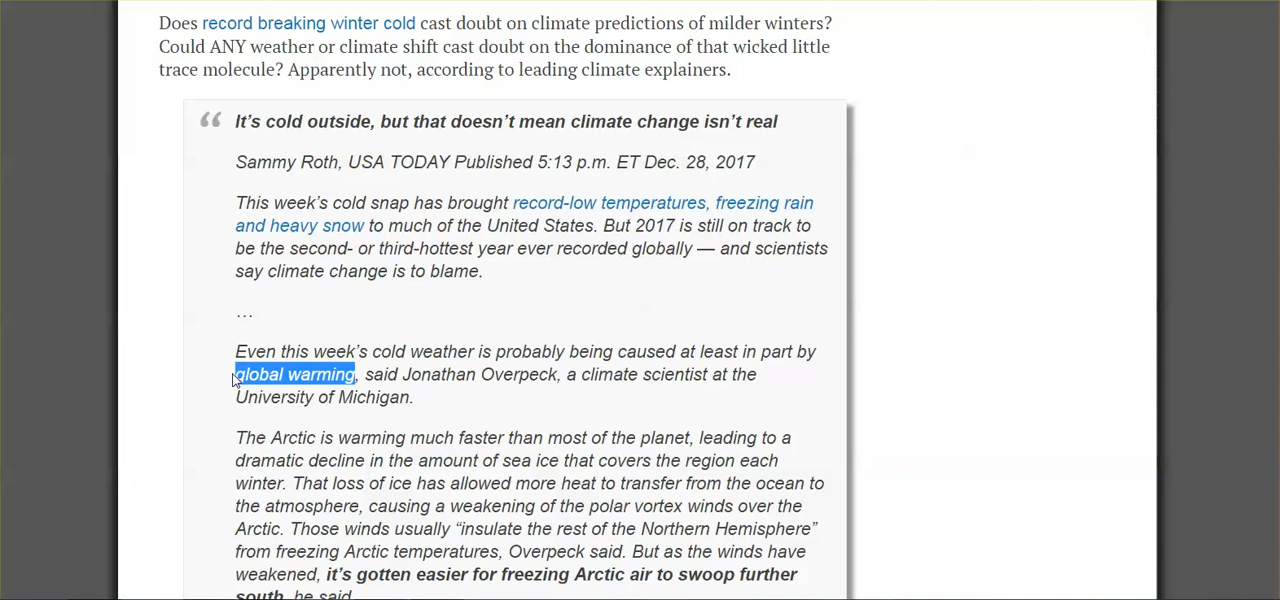 Does record breaking winter cold cast doubt on climate predictions of milder winters?
Could ANY weather or climate shift cast doubt on the dominance of that wicked little
trace molecule? Apparently not, according to leading climate explainers.
“ It’s cold outside, but that doesn’t mean climate change isn’t real
Sammy Roth, USA TODAY Published 5:13 p.m. ET Dec. 28, 2017
This week’s cold snap has brought record-low temperatures, freezing rain
and heavy snow to much of the United States. But 2017 is still on track to
be the second- or third-hottest year ever recorded globally — and scientists
say climate change is to blame.
…
Even this week’s cold weather is probably being caused at least in part by
global warming, said Jonathan Overpeck, a climate scientist at the
University of Michigan.
The Arctic is warming much faster than most of the planet, leading to a
dramatic decline in the amount of sea ice that covers the region each
winter. That loss of ice has allowed more heat to transfer from the ocean to
the atmosphere, causing a weakening of the polar vortex winds over the
Arctic. Those winds usually “insulate the rest of the Northern Hemisphere”
from freezing Arctic temperatures, Overpeck said. But as the winds have
weakened, it’s gotten easier for freezing Arctic air to swoop further
south, he said.